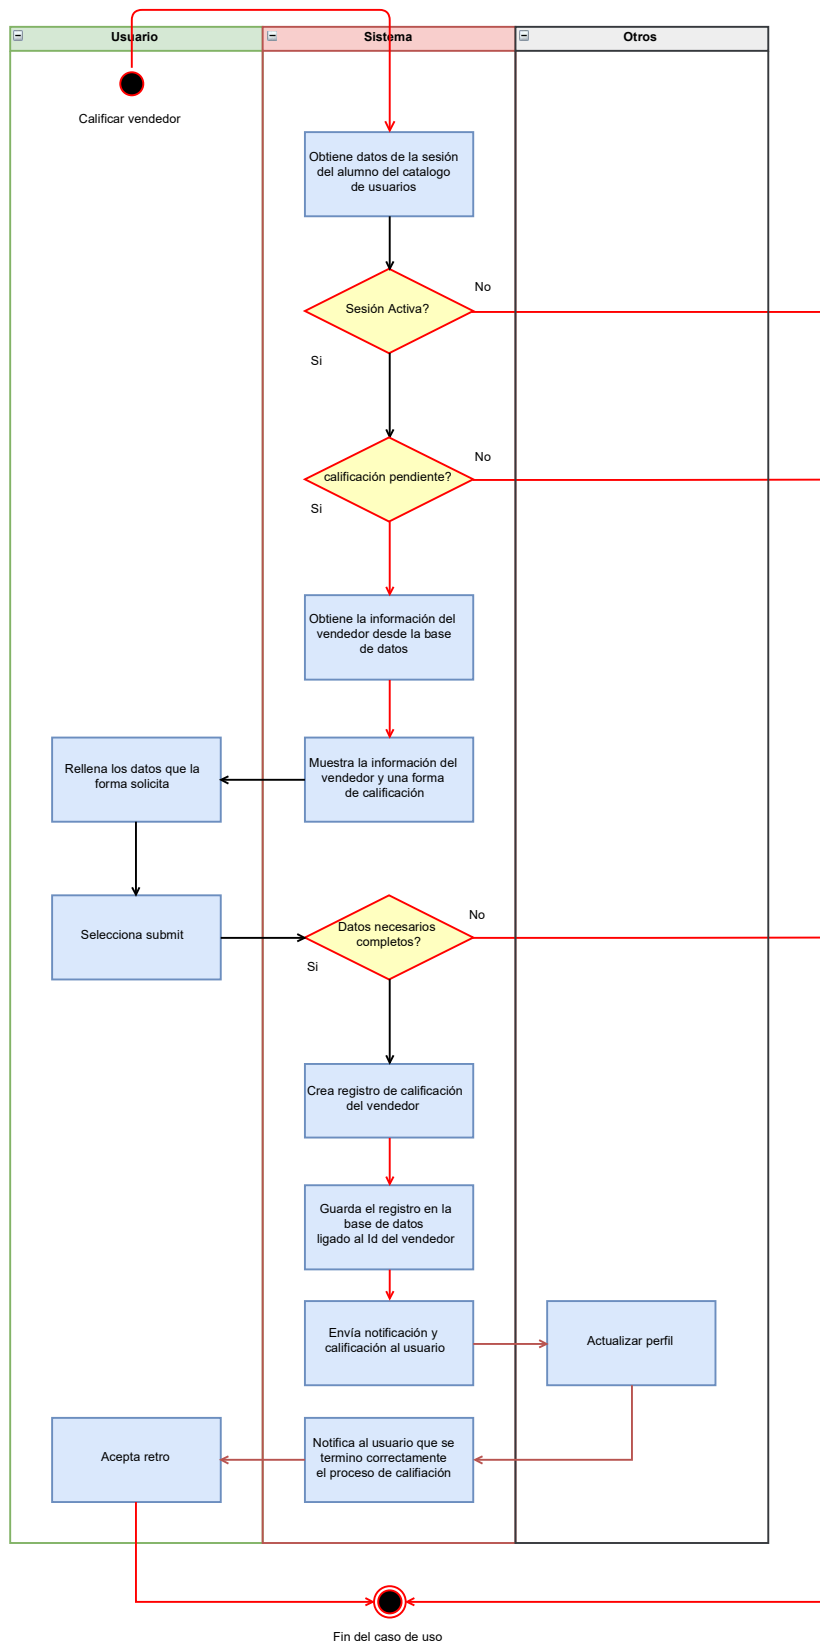 Usuario
Sistema
Otros
Calificar vendedor
Obtiene datos de la sesión
del alumno del catalogo
de usuarios
No
Sesión Activa?
Si
No
calificación pendiente?
Si
Obtiene la información del
vendedor desde la base
de datos
Rellena los datos que la
forma solicita
Muestra la información del
vendedor y una forma
de calificación
Selecciona submit
Datos necesarios
completos?
No
Si
Crea registro de calificación
del vendedor
Guarda el registro en la
base de datos
ligado al Id del vendedor
Envía notificación y
calificación al usuario
Actualizar perfil
Acepta retro
Notifica al usuario que se
termino correctamente
el proceso de califiación
Fin del caso de uso